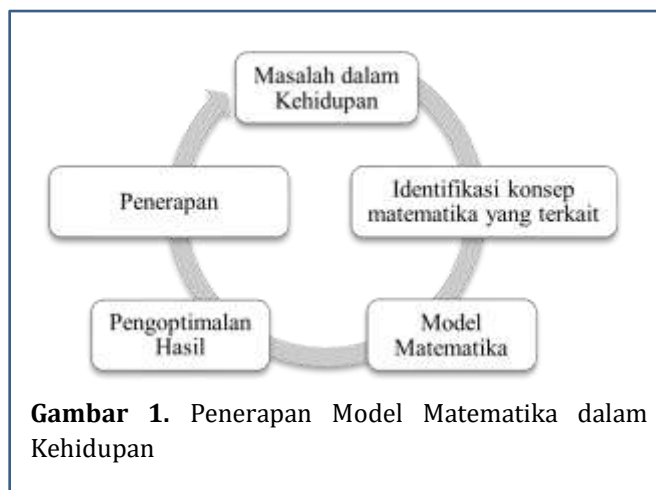 Masalah dalam
Kehidupan
Identifikasi konsep
matematika yang terkait
Model
Matematika
Pengoptimalan
Hasil
Penerapan
Gambar 1. Penerapan Model Matematika dalam
Kehidupan